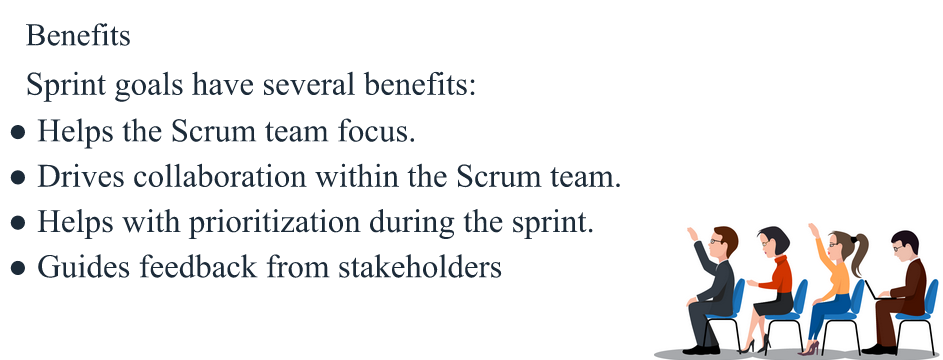 Benefits
Sprint goals have several benefits:
● Helps the Scrum team focus.
● Drives collaboration within the Scrum team.
● Helps with prioritization during the sprint.
● Guides feedback from stakeholders